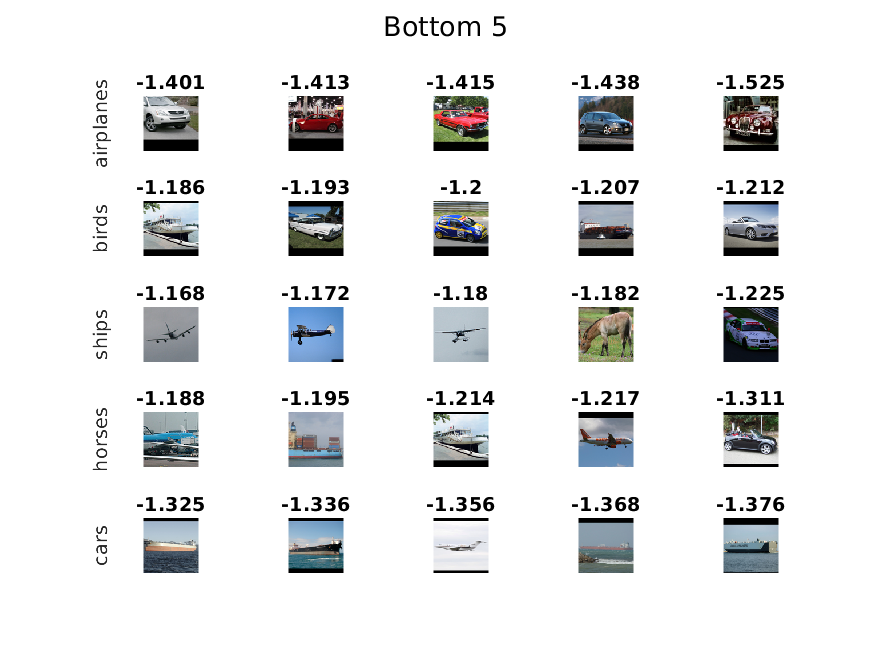 Bottom 5
airplanes
-1.401 -1.413 -1.415 -1.438 -1.525
birds
-1.186 -1.193 -1.2 -1.207 -1.212
ships
-1.168 -1.172 -1.18 -1.182 -1.225
horses
-1.188 -1.195 -1.214 -1.217 -1.311
cars
-1.325 -1.336 -1.356 -1.368 -1.376